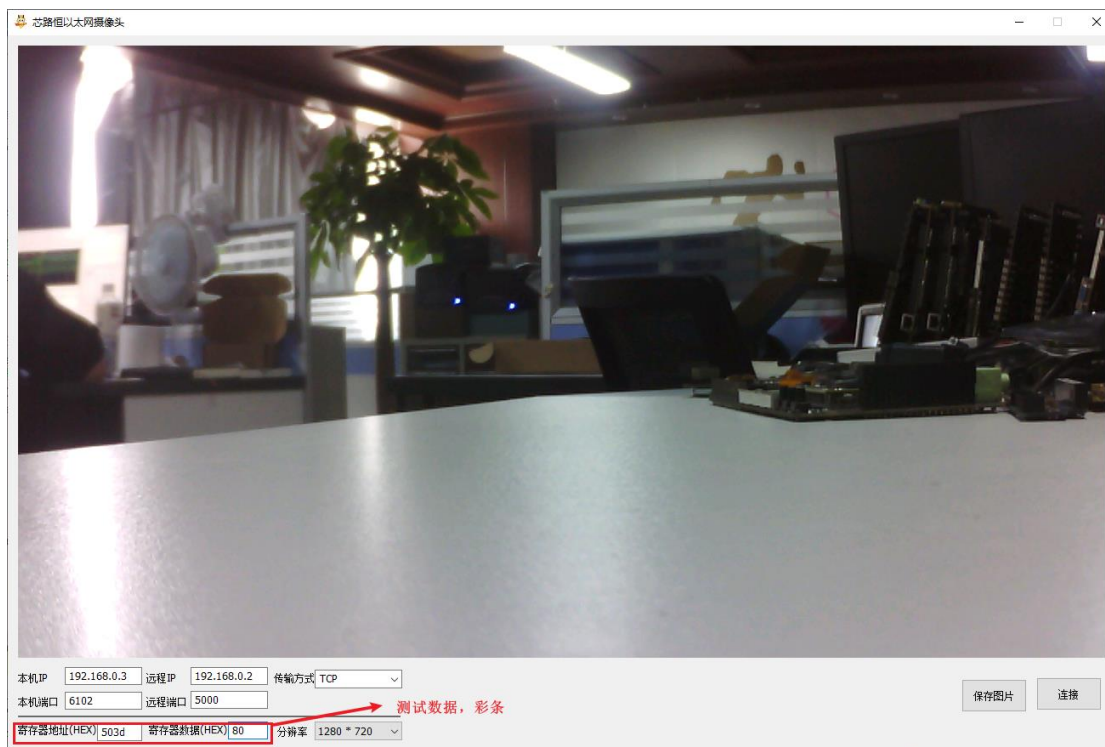 芯路恒以太网摄像头
本机IP 192.168.0.3 远程IP 192.168.0.2 传输方式 TCP
本机端口 6102 远程端口 5000
测试数据，彩条
保存图片 连接
寄存器地址(HEX) 503d 寄存器数据(HEX) 80 分辨率 1280 * 720